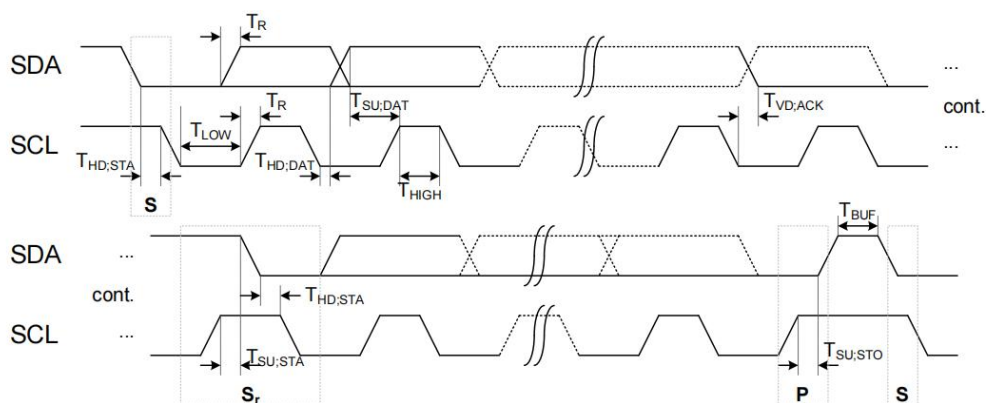 T_R
SDA
...
T_R
T_SU;DAT
T_VD;ACK
cont.
T_LOW
SCL
...
T_HD;STA
T_HD;DAT
T_HIGH
S
T_BUF
SDA
...
cont.
T_HD;STA
SCL
...
T_SU;STA
T_SU;STO
S_r
P
S